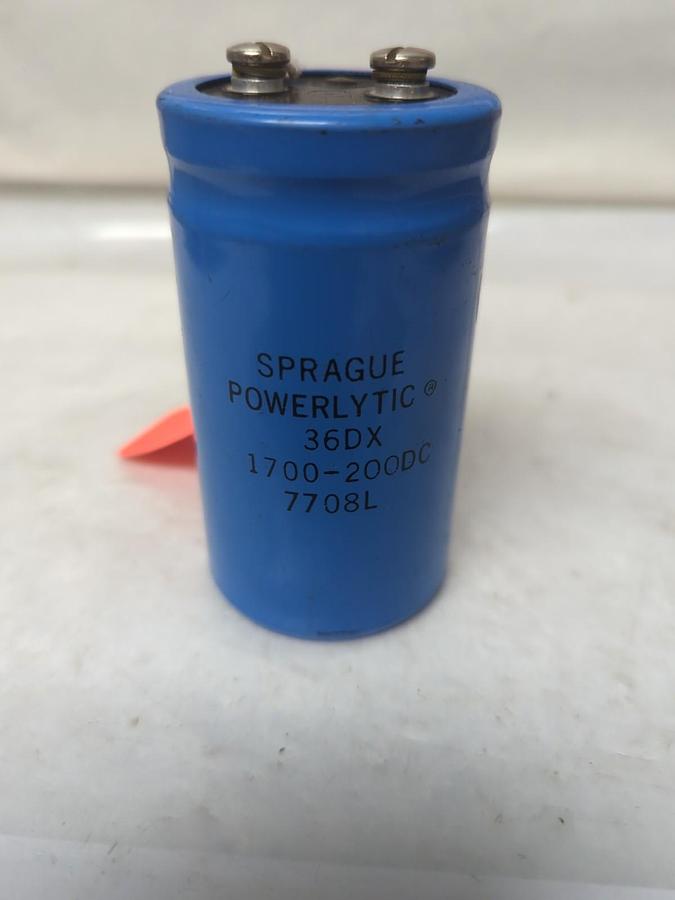 SPRAGUE
POWERLYTIC ®
36DX
1700-200DC
7708L